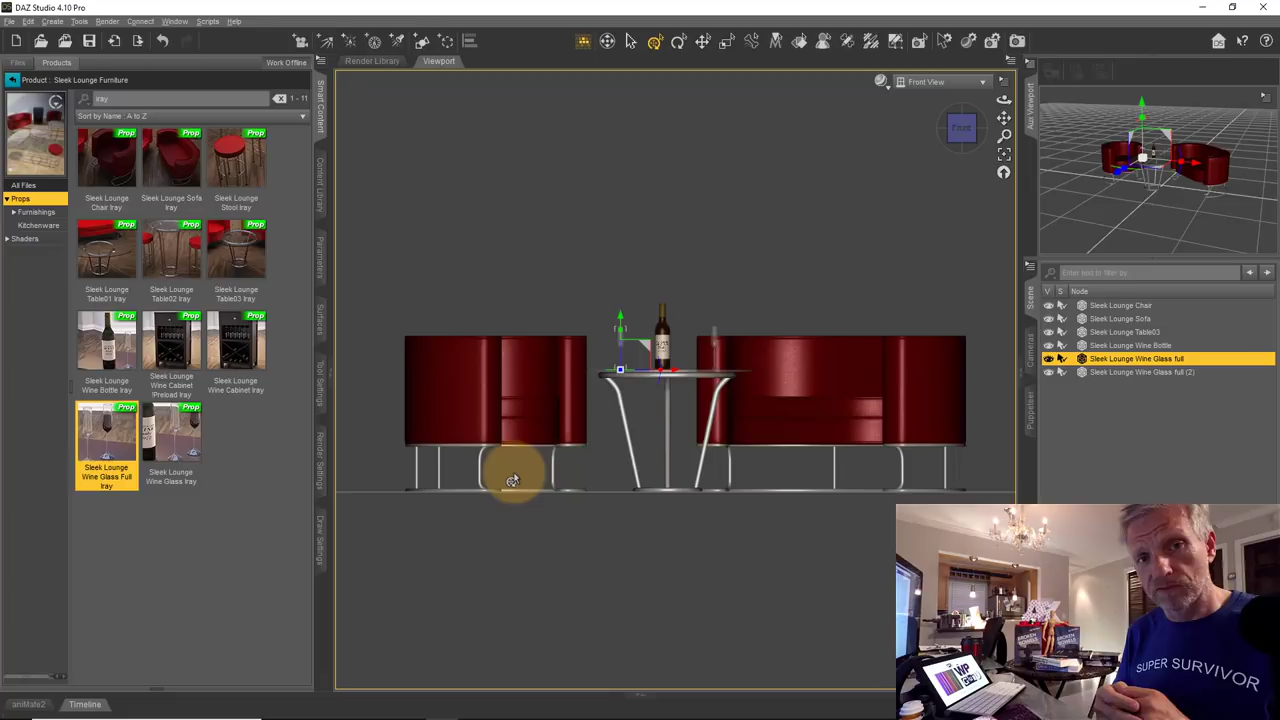 DAZ Studio 4.10 Pro
File Edit Create Tools Render Connect Window Scripts Help
Files Products Work Offline
Render Library Viewport
Product : Sleek Lounge Furniture
iray 1 - 11
Sort by Name : A to Z
All Files
Props
Furnishings
Kitchenware
Shaders
Prop Prop Prop
Sleek Lounge Chair Iray
Sleek Lounge Sofa Iray
Sleek Lounge Stool Iray
Prop Prop Prop
Sleek Lounge Table01 Iray
Sleek Lounge Table02 Iray
Sleek Lounge Table03 Iray
Prop Prop Prop
Sleek Lounge Wine Bottle Iray
Sleek Lounge Wine Cabinet !Preload Iray
Sleek Lounge Wine Cabinet Iray
Prop Prop
Sleek Lounge Wine Glass Full Iray
Sleek Lounge Wine Glass Iray
Smart Content
Content Library
Parameters
Surfaces
Tool Settings
Render Settings
Draw Settings
Front View
Front
Aux Viewport
Scene
Cameras
Puppeteer
Enter text to filter by...
V S Node
Sleek Lounge Chair
Sleek Lounge Sofa
Sleek Lounge Table03
Sleek Lounge Wine Bottle
Sleek Lounge Wine Glass full
Sleek Lounge Wine Glass full (2)
BROKEN
BROKEN
WP
SUPER SURVIVOR
aniMate2 Timeline